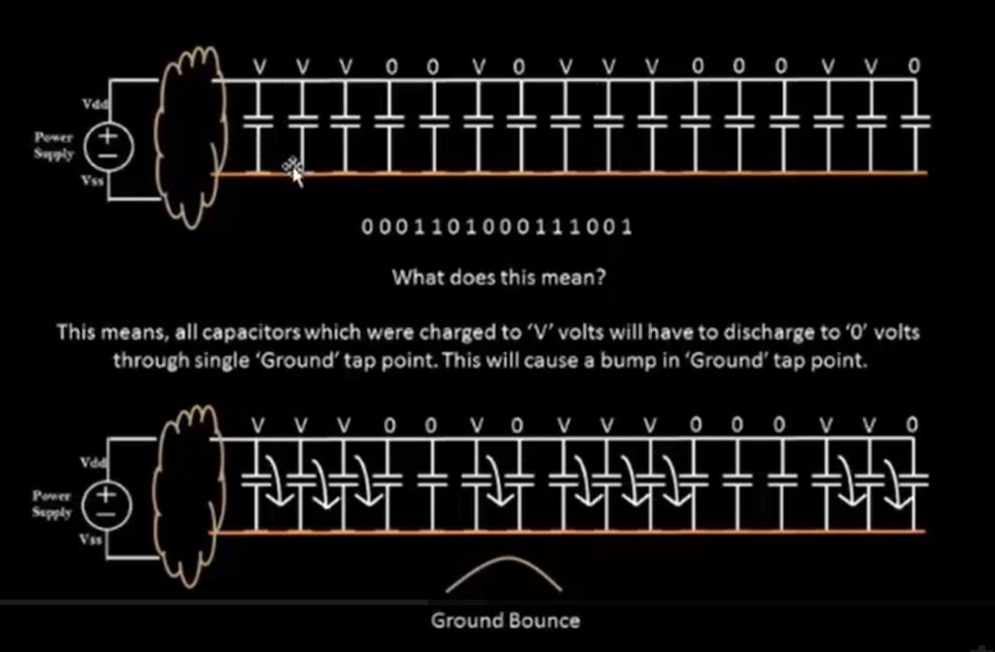 V V V 0 0 V 0 V V V 0 0 0 V V 0
Vdd
Power
Supply
Vss
0001101000111001
What does this mean?
This means, all capacitors which were charged to 'V' volts will have to discharge to '0' volts
through single 'Ground' tap point. This will cause a bump in 'Ground' tap point.
V V V 0 0 V 0 V V V 0 0 0 V V 0
Vdd
Power
Supply
Vss
Ground Bounce